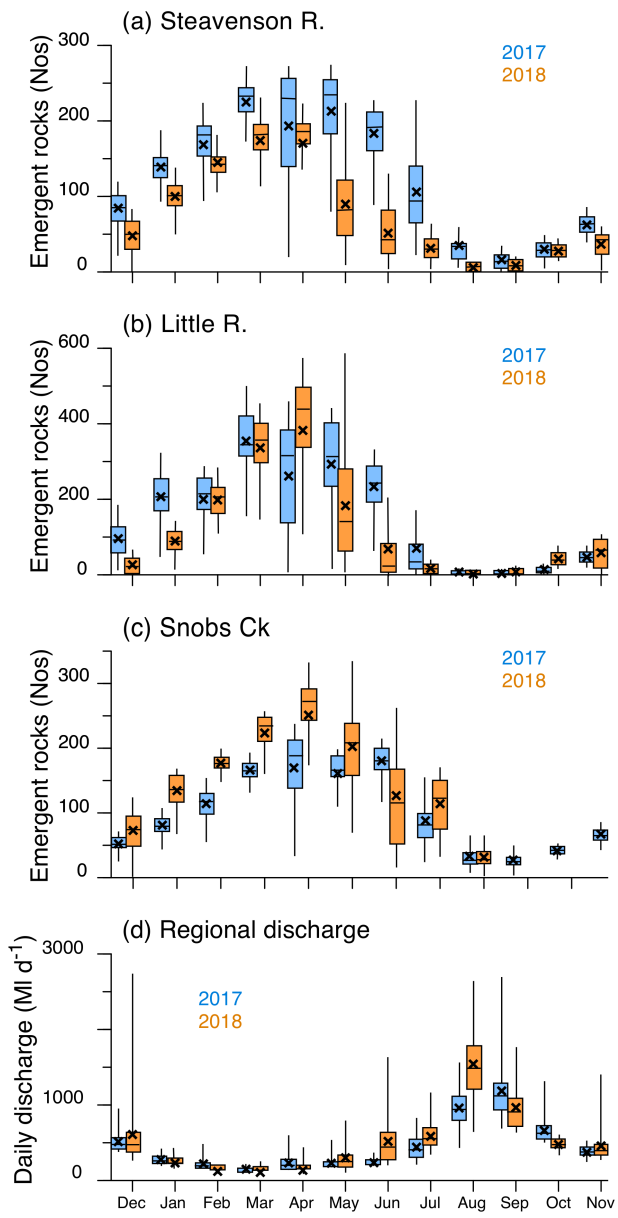 (a) Steavenson R.
Emergent rocks (Nos)
300
200
100
0
2017
2018
(b) Little R.
Emergent rocks (Nos)
600
400
200
0
2017
2018
(c) Snobs Ck
Emergent rocks (Nos)
300
200
100
0
2017
2018
(d) Regional discharge
Daily discharge (Ml d-1)
3000
1000
0
2017
2018
Dec Jan Feb Mar Apr May Jun Jul Aug Sep Oct Nov